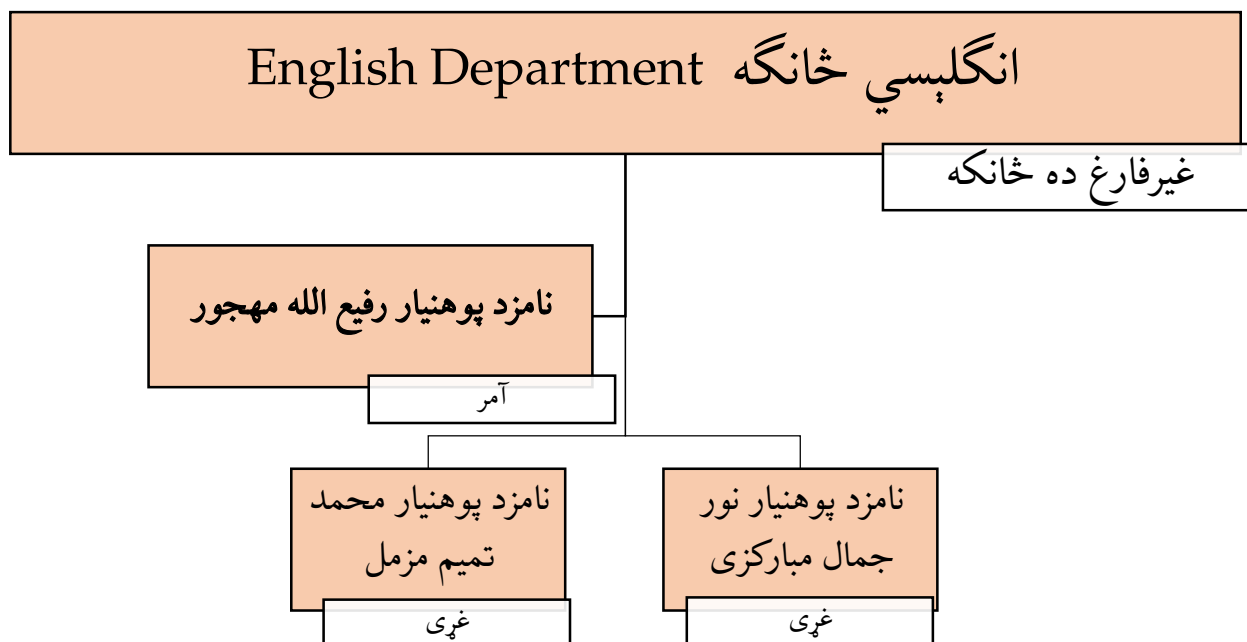 انګلېسي څانګه English Department
غیرفارغ ده څانکه
نامزد پوهنیار رفیع الله مهجور
آمر
نامزد پوهنیار نور
جمال مبارکزی
غړی
نامزد پوهنیار محمد
تمیم مزمل
غړی